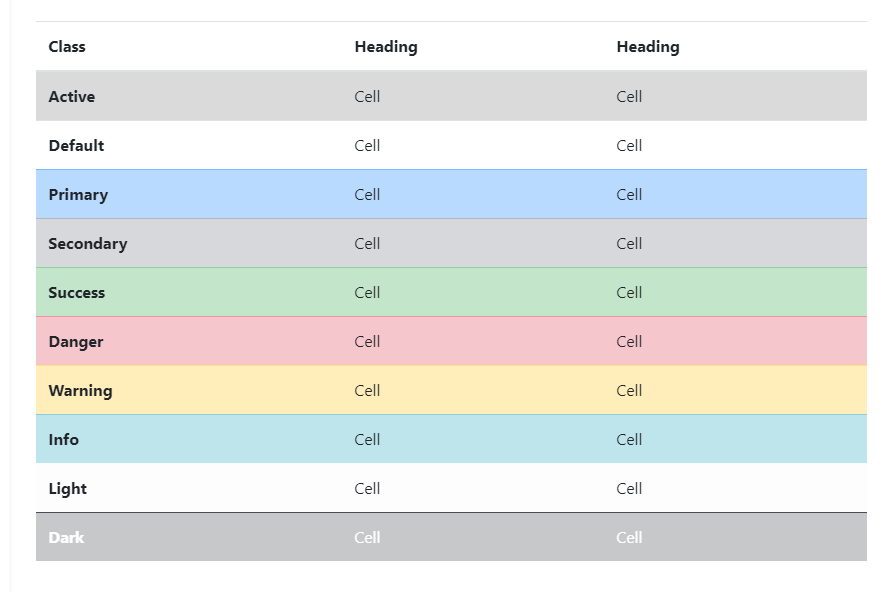 Class Heading Heading
Active Cell Cell
Default Cell Cell
Primary Cell Cell
Secondary Cell Cell
Success Cell Cell
Danger Cell Cell
Warning Cell Cell
Info Cell Cell
Light Cell Cell
Dark Cell Cell